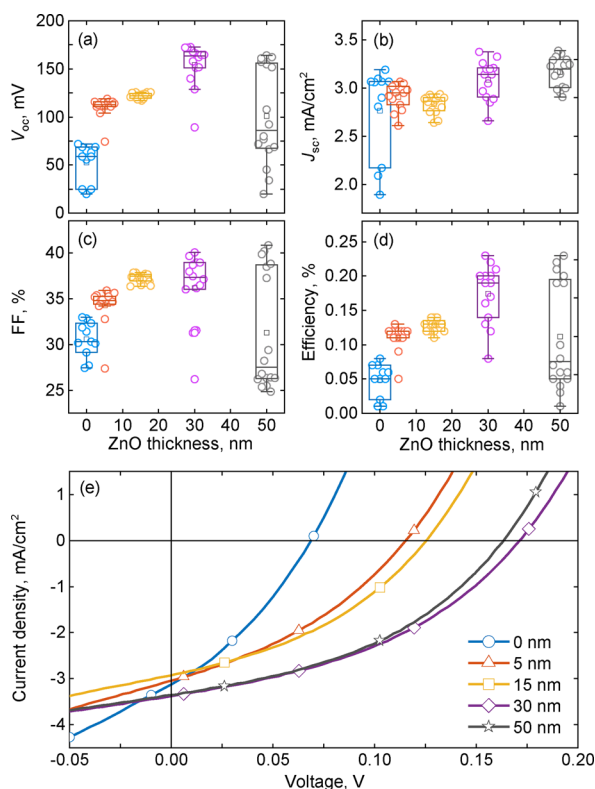 (a)
200
150
100
50
0
V_oc, mV
(b)
3.5
3.0
2.5
2.0
J_sc, mA/cm²
(c)
40
35
30
25
FF, %
0 10 20 30 40 50
ZnO thickness, nm
(d)
0.25
0.20
0.15
0.10
0.05
0.00
Efficiency, %
0 10 20 30 40 50
ZnO thickness, nm
(e)
1
0
-1
-2
-3
-4
Current density, mA/cm²
0 nm
5 nm
15 nm
30 nm
50 nm
-0.05 0.00 0.05 0.10 0.15 0.20
Voltage, V